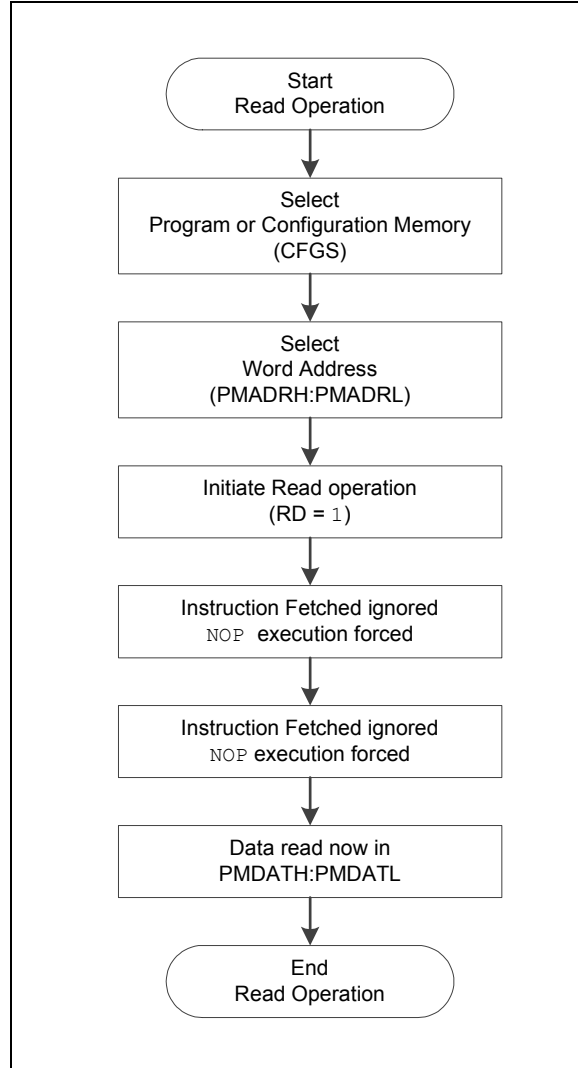 Start
Read Operation
Select
Program or Configuration Memory
(CFGS)
Select
Word Address
(PMADRH:PMADRL)
Initiate Read operation
(RD = 1)
Instruction Fetched ignored
NOP execution forced
Instruction Fetched ignored
NOP execution forced
Data read now in
PMDATH:PMDATL
End
Read Operation